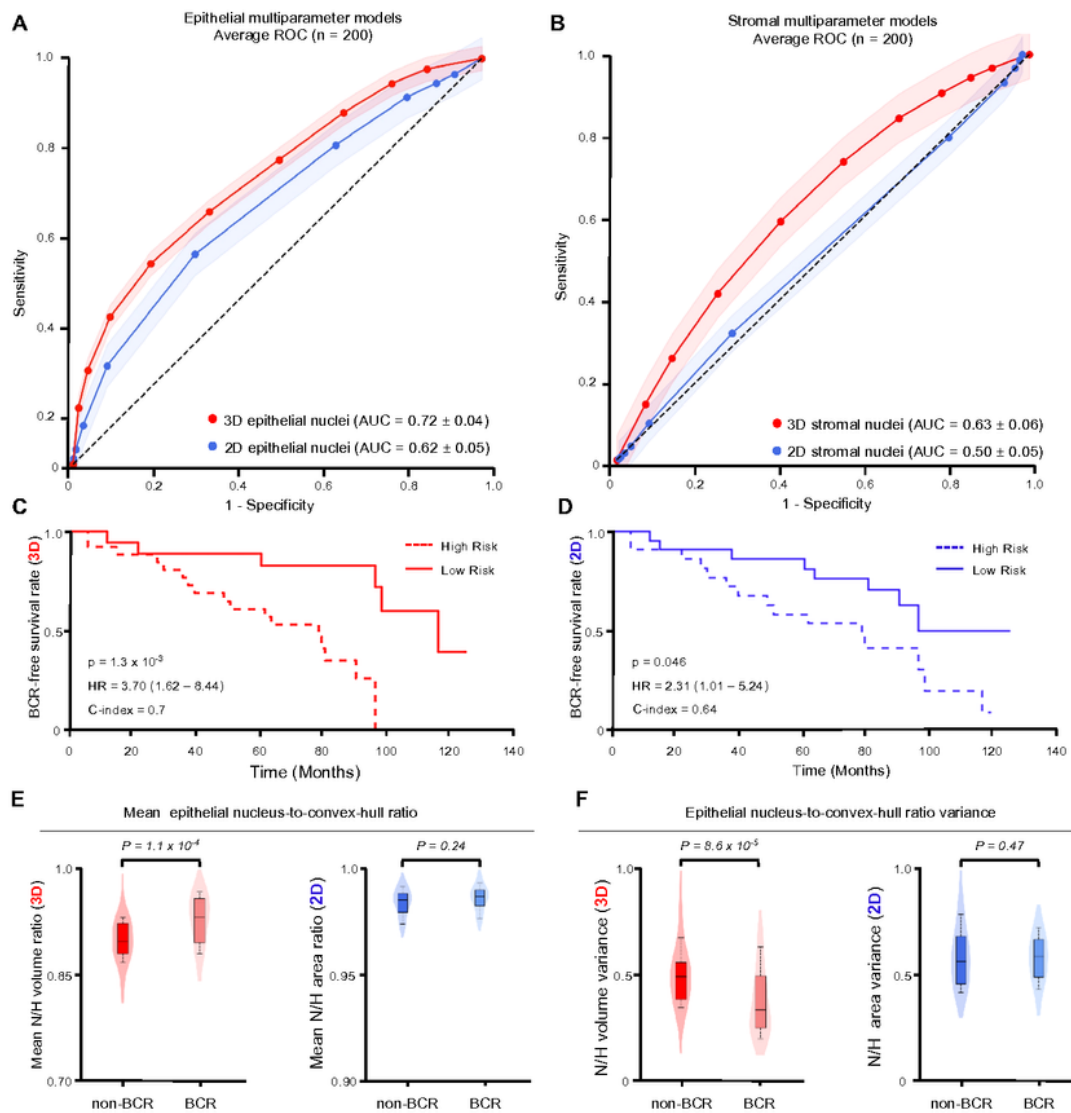 A
Epithelial multiparameter models
Average ROC (n = 200)
1.0
0.8
0.6
0.4
0.2
0
Sensitivity
0
0.2
0.4
0.6
0.8
1.0
1 - Specificity
3D epithelial nuclei (AUC = 0.72 ± 0.04)
2D epithelial nuclei (AUC = 0.62 ± 0.05)
B
Stromal multiparameter models
Average ROC (n = 200)
1.0
0.8
0.6
0.4
0.2
0
Sensitivity
0
0.2
0.4
0.6
0.8
1.0
1 - Specificity
3D stromal nuclei (AUC = 0.63 ± 0.06)
2D stromal nuclei (AUC = 0.50 ± 0.05)
C
BCR-free survival rate (3D)
1.0
0.5
1.0
High Risk
Low Risk
p = 1.3 x 10-3
HR = 3.70 (1.62 – 8.44)
C-index = 0.7
0
20
40
60
80
100
120
140
Time (Months)
D
BCR-free survival rate (2D)
1.0
0.5
1.0
High Risk
Low Risk
p = 0.046
HR = 2.31 (1.01 – 5.24)
C-index = 0.64
0
20
40
60
80
100
120
140
Time (Months)
E
Mean epithelial nucleus-to-convex-hull ratio
P = 1.1 x 10-4
Mean N/H volume ratio (3D)
1.0
0.85
0.70
non-BCR
BCR
P = 0.24
Mean N/H area ratio (2D)
1.0
0.95
0.90
non-BCR
BCR
F
Epithelial nucleus-to-convex-hull ratio variance
P = 8.6 x 10-5
N/H volume variance (3D)
1.0
0.5
0
non-BCR
BCR
P = 0.47
N/H area variance (2D)
1.0
0.5
0
non-BCR
BCR